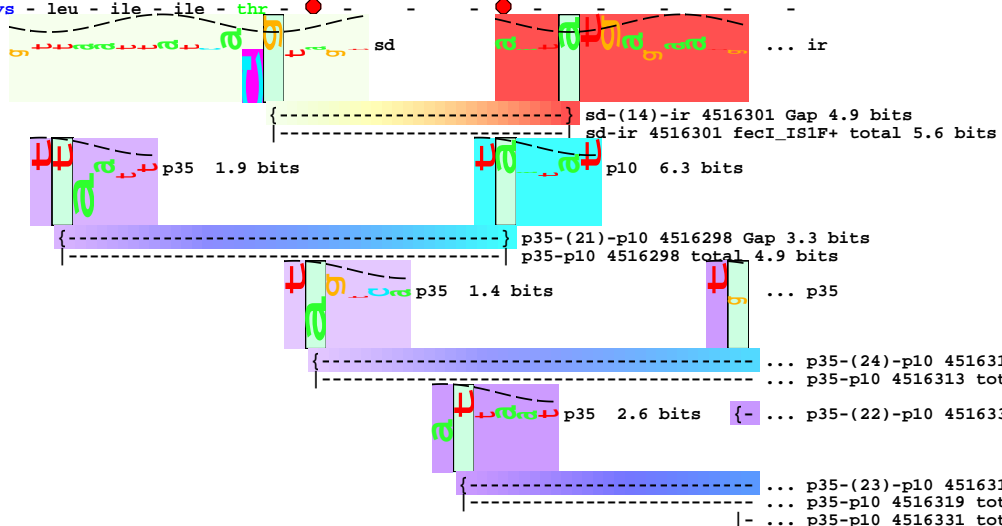 ys - leu - ile - ile - thr - - - - - - - - - -
sd
... ir
sd-(14)-ir 4516301 Gap 4.9 bits
sd-ir 4516301 fecI_IS1F+ total 5.6 bits
p35 1.9 bits
p10 6.3 bits
p35-(21)-p10 4516298 Gap 3.3 bits
p35-p10 4516298 total 4.9 bits
p35 1.4 bits
... p35
... p35-(24)-p10 451631
... p35-p10 4516313 tot
p35 2.6 bits
{- ... p35-(22)-p10 451633
... p35-(23)-p10 451631
... p35-p10 4516319 tot
|- ... p35-p10 4516331 tot